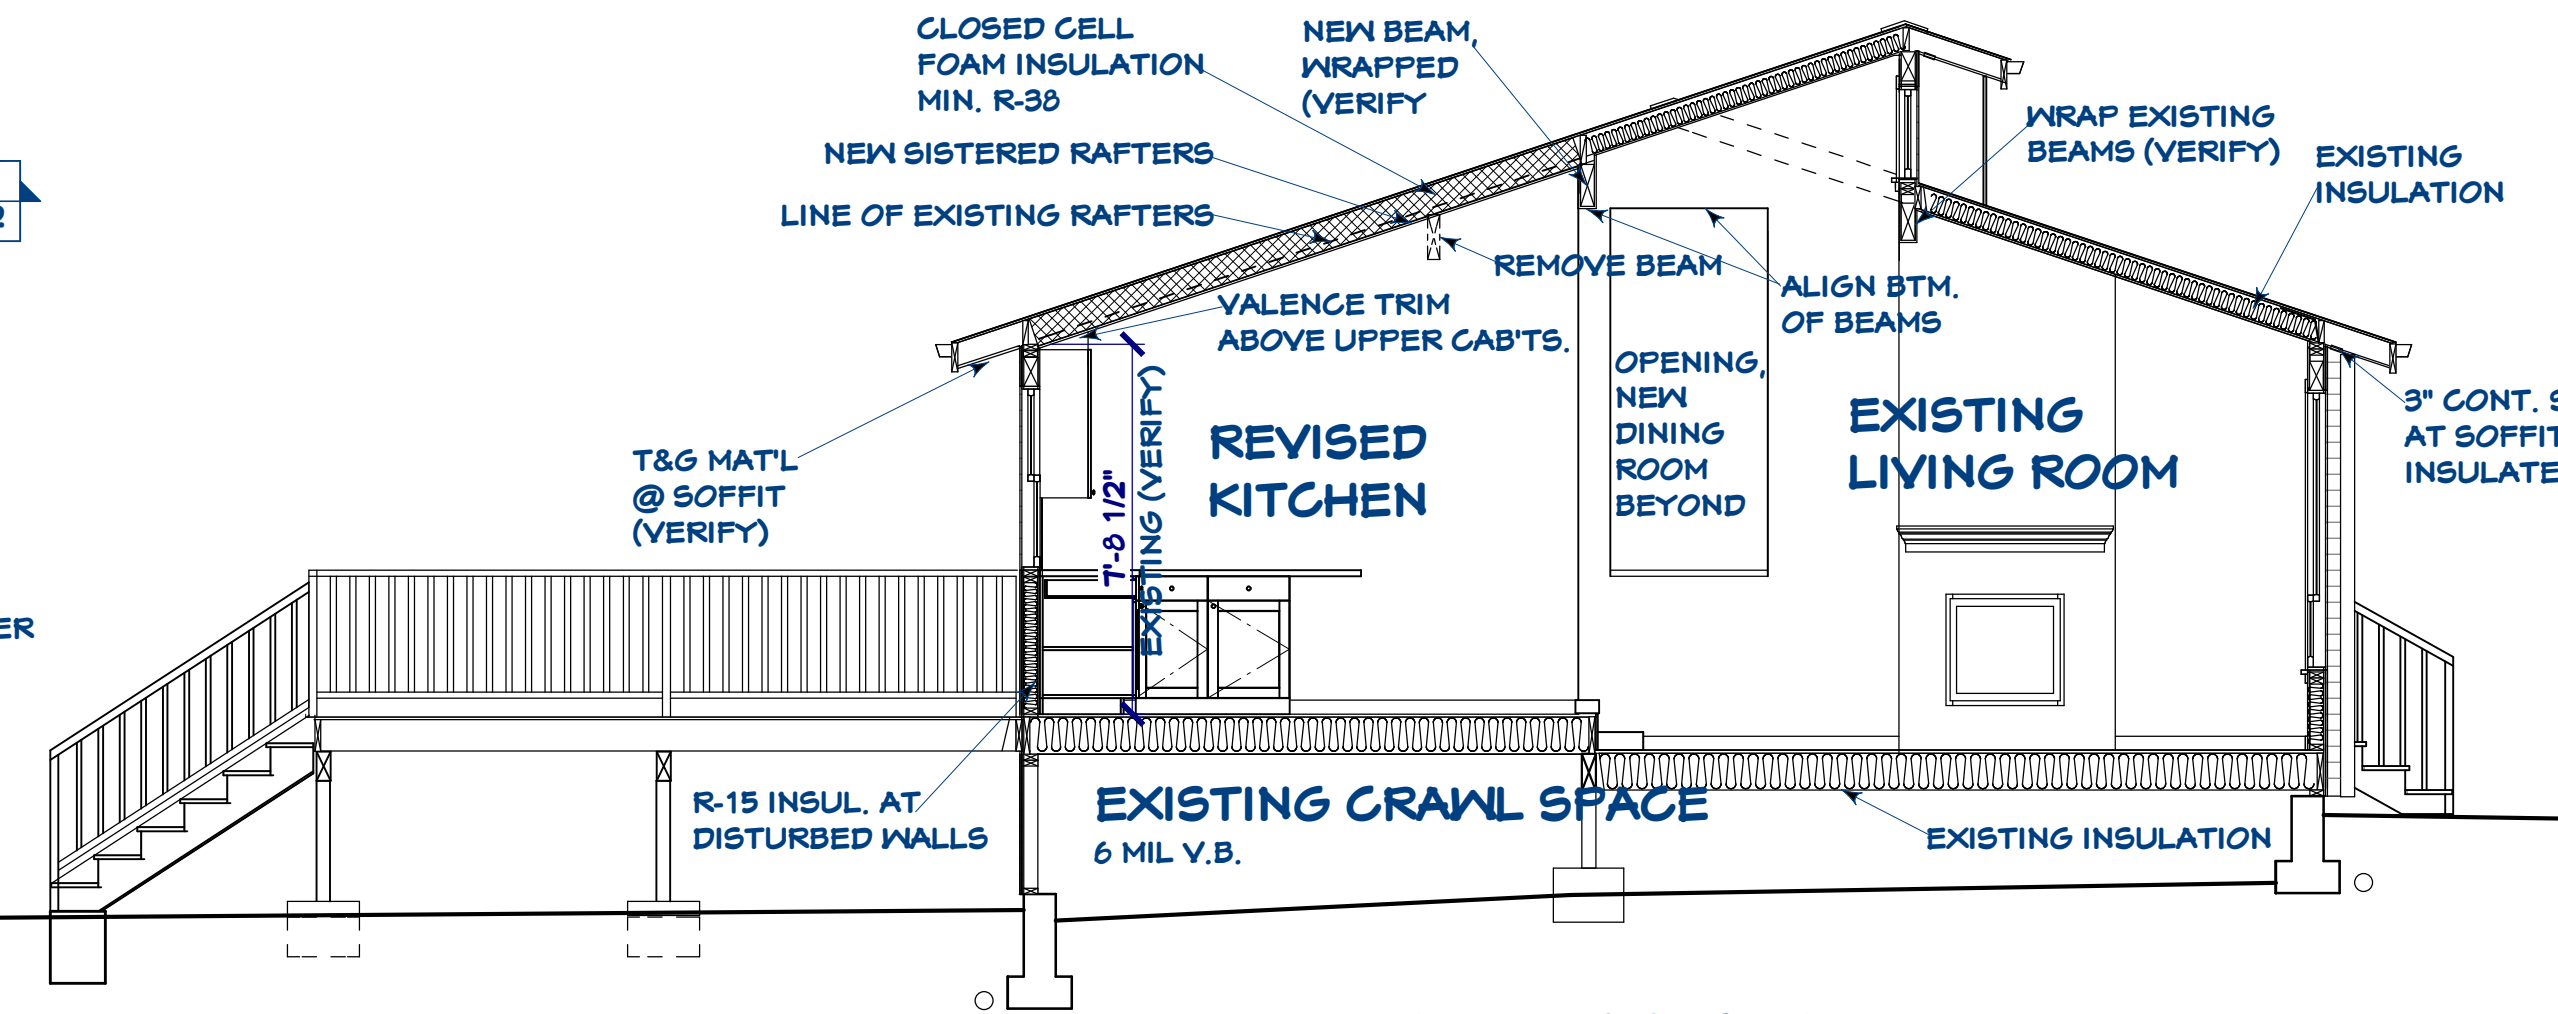 CLOSED CELL
FOAM INSULATION
MIN. R-38
NEW BEAM,
WRAPPED
(VERIFY
NEW SISTERED RAFTERS
LINE OF EXISTING RAFTERS
WRAP EXISTING
BEAMS (VERIFY)
EXISTING
INSULATION
REMOVE BEAM
ALIGN BTM.
OF BEAMS
VALENCE TRIM
ABOVE UPPER CAB'TS.
OPENING,
NEW
DINING
ROOM
BEYOND
REVISED
KITCHEN
EXISTING
LIVING ROOM
3" CONT. S
AT SOFFIT
INSULATE
T&G MAT'L
@ SOFFIT
(VERIFY)
7'-8 1/2"
EXISTING (VERIFY)
ER
R-15 INSUL. AT
DISTURBED WALLS
EXISTING CRAWL SPACE
6 MIL V.B.
EXISTING INSULATION